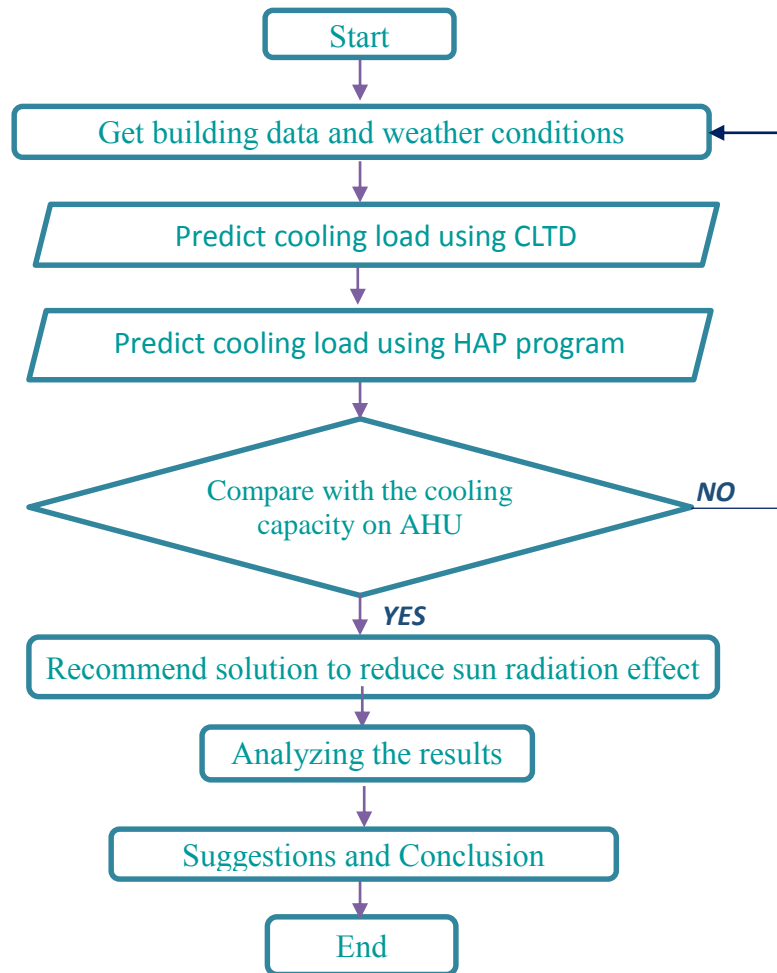 Start
Get building data and weather conditions
Predict cooling load using CLTD
Predict cooling load using HAP program
Compare with the cooling
capacity on AHU
NO
YES
Recommend solution to reduce sun radiation effect
Analyzing the results
Suggestions and Conclusion
End